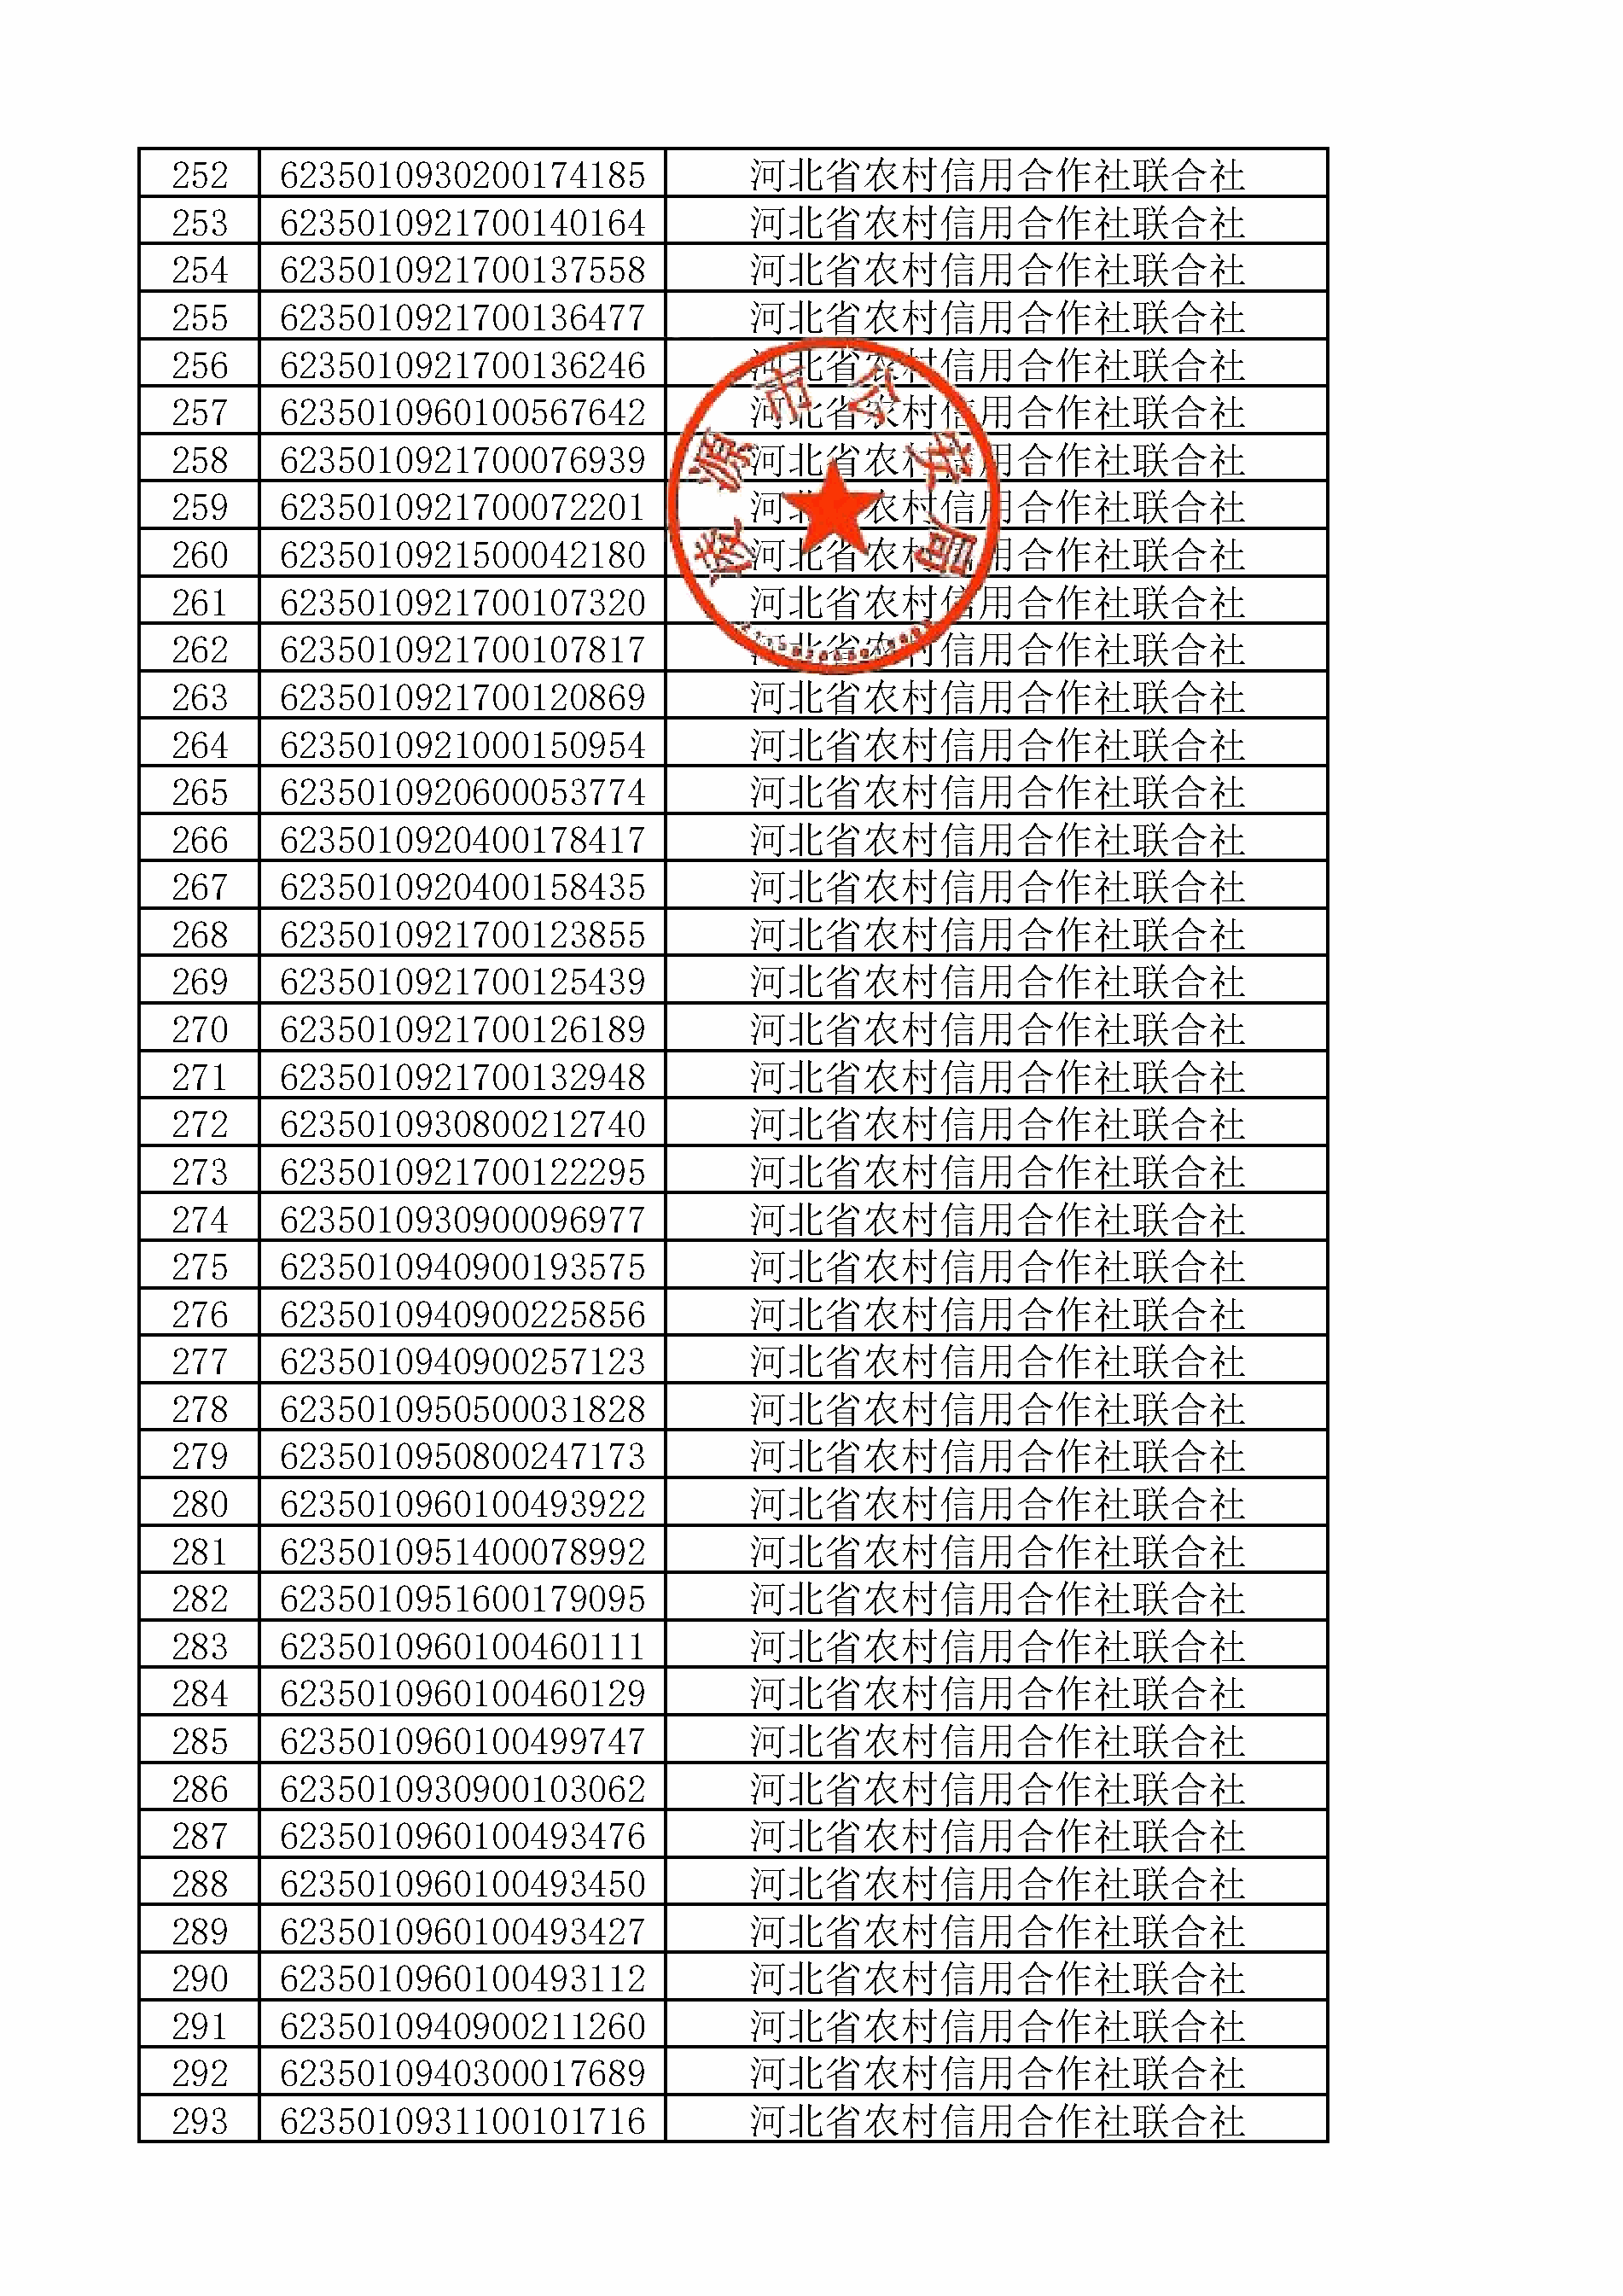 252 6235010930200174185 河北省农村信用合作社联合社
253 6235010921700140164 河北省农村信用合作社联合社
254 6235010921700137558 河北省农村信用合作社联合社
255 6235010921700136477 河北省农村信用合作社联合社
256 6235010921700136246 河北省农村信用合作社联合社
257 6235010960100567642 河北省农村信用合作社联合社
258 6235010921700076939 河北省农村信用合作社联合社
259 6235010921700072201 河北省农村信用合作社联合社
260 6235010921500042180 河北省农村信用合作社联合社
261 6235010921700107320 河北省农村信用合作社联合社
262 6235010921700107817 河北省农村信用合作社联合社
凌源市公安局
263 6235010921700120869 河北省农村信用合作社联合社
264 6235010921000150954 河北省农村信用合作社联合社
265 6235010920600053774 河北省农村信用合作社联合社
266 6235010920400178417 河北省农村信用合作社联合社
267 6235010920400158435 河北省农村信用合作社联合社
268 6235010921700123855 河北省农村信用合作社联合社
269 6235010921700125439 河北省农村信用合作社联合社
270 6235010921700126189 河北省农村信用合作社联合社
271 6235010921700132948 河北省农村信用合作社联合社
272 6235010930800212740 河北省农村信用合作社联合社
273 6235010921700122295 河北省农村信用合作社联合社
274 6235010930900096977 河北省农村信用合作社联合社
275 6235010940900193575 河北省农村信用合作社联合社
276 6235010940900225856 河北省农村信用合作社联合社
277 6235010940900257123 河北省农村信用合作社联合社
278 6235010950500031828 河北省农村信用合作社联合社
279 6235010950800247173 河北省农村信用合作社联合社
280 6235010960100493922 河北省农村信用合作社联合社
281 6235010951400078992 河北省农村信用合作社联合社
282 6235010951600179095 河北省农村信用合作社联合社
283 6235010960100460111 河北省农村信用合作社联合社
284 6235010960100460129 河北省农村信用合作社联合社
285 6235010960100499747 河北省农村信用合作社联合社
286 6235010930900103062 河北省农村信用合作社联合社
287 6235010960100493476 河北省农村信用合作社联合社
288 6235010960100493450 河北省农村信用合作社联合社
289 6235010960100493427 河北省农村信用合作社联合社
290 6235010960100493112 河北省农村信用合作社联合社
291 6235010940900211260 河北省农村信用合作社联合社
292 6235010940300017689 河北省农村信用合作社联合社
293 6235010931100101716 河北省农村信用合作社联合社